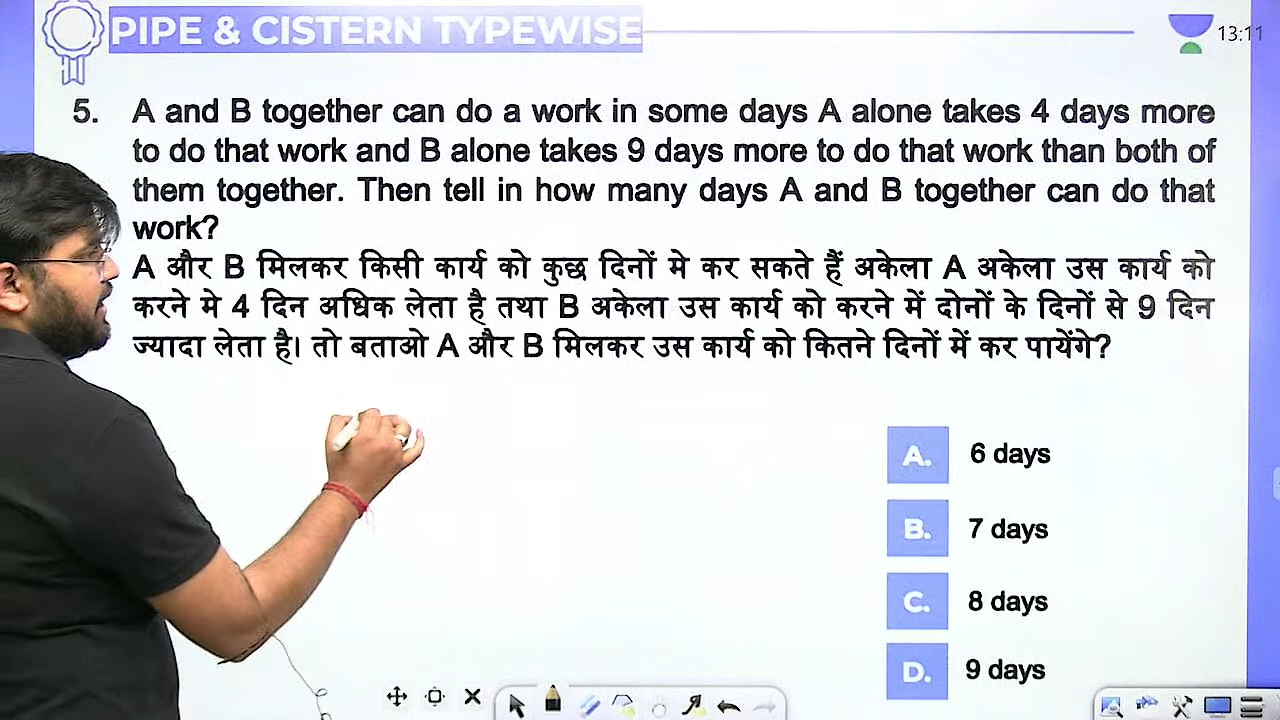 PIPE & CISTERN TYPEWISE
13:11
5. A and B together can do a work in some days A alone takes 4 days more
to do that work and B alone takes 9 days more to do that work than both of
them together. Then tell in how many days A and B together can do that
work?
A और B मिलकर किसी कार्य को कुछ दिनों मे कर सकते हैं अकेला A अकेला उस कार्य को
करने मे 4 दिन अधिक लेता है तथा B अकेला उस कार्य को करने में दोनों के दिनों से 9 दिन
ज्यादा लेता है। तो बताओ A और B मिलकर उस कार्य को कितने दिनों में कर पायेंगे?
A. 6 days
B. 7 days
C. 8 days
D. 9 days